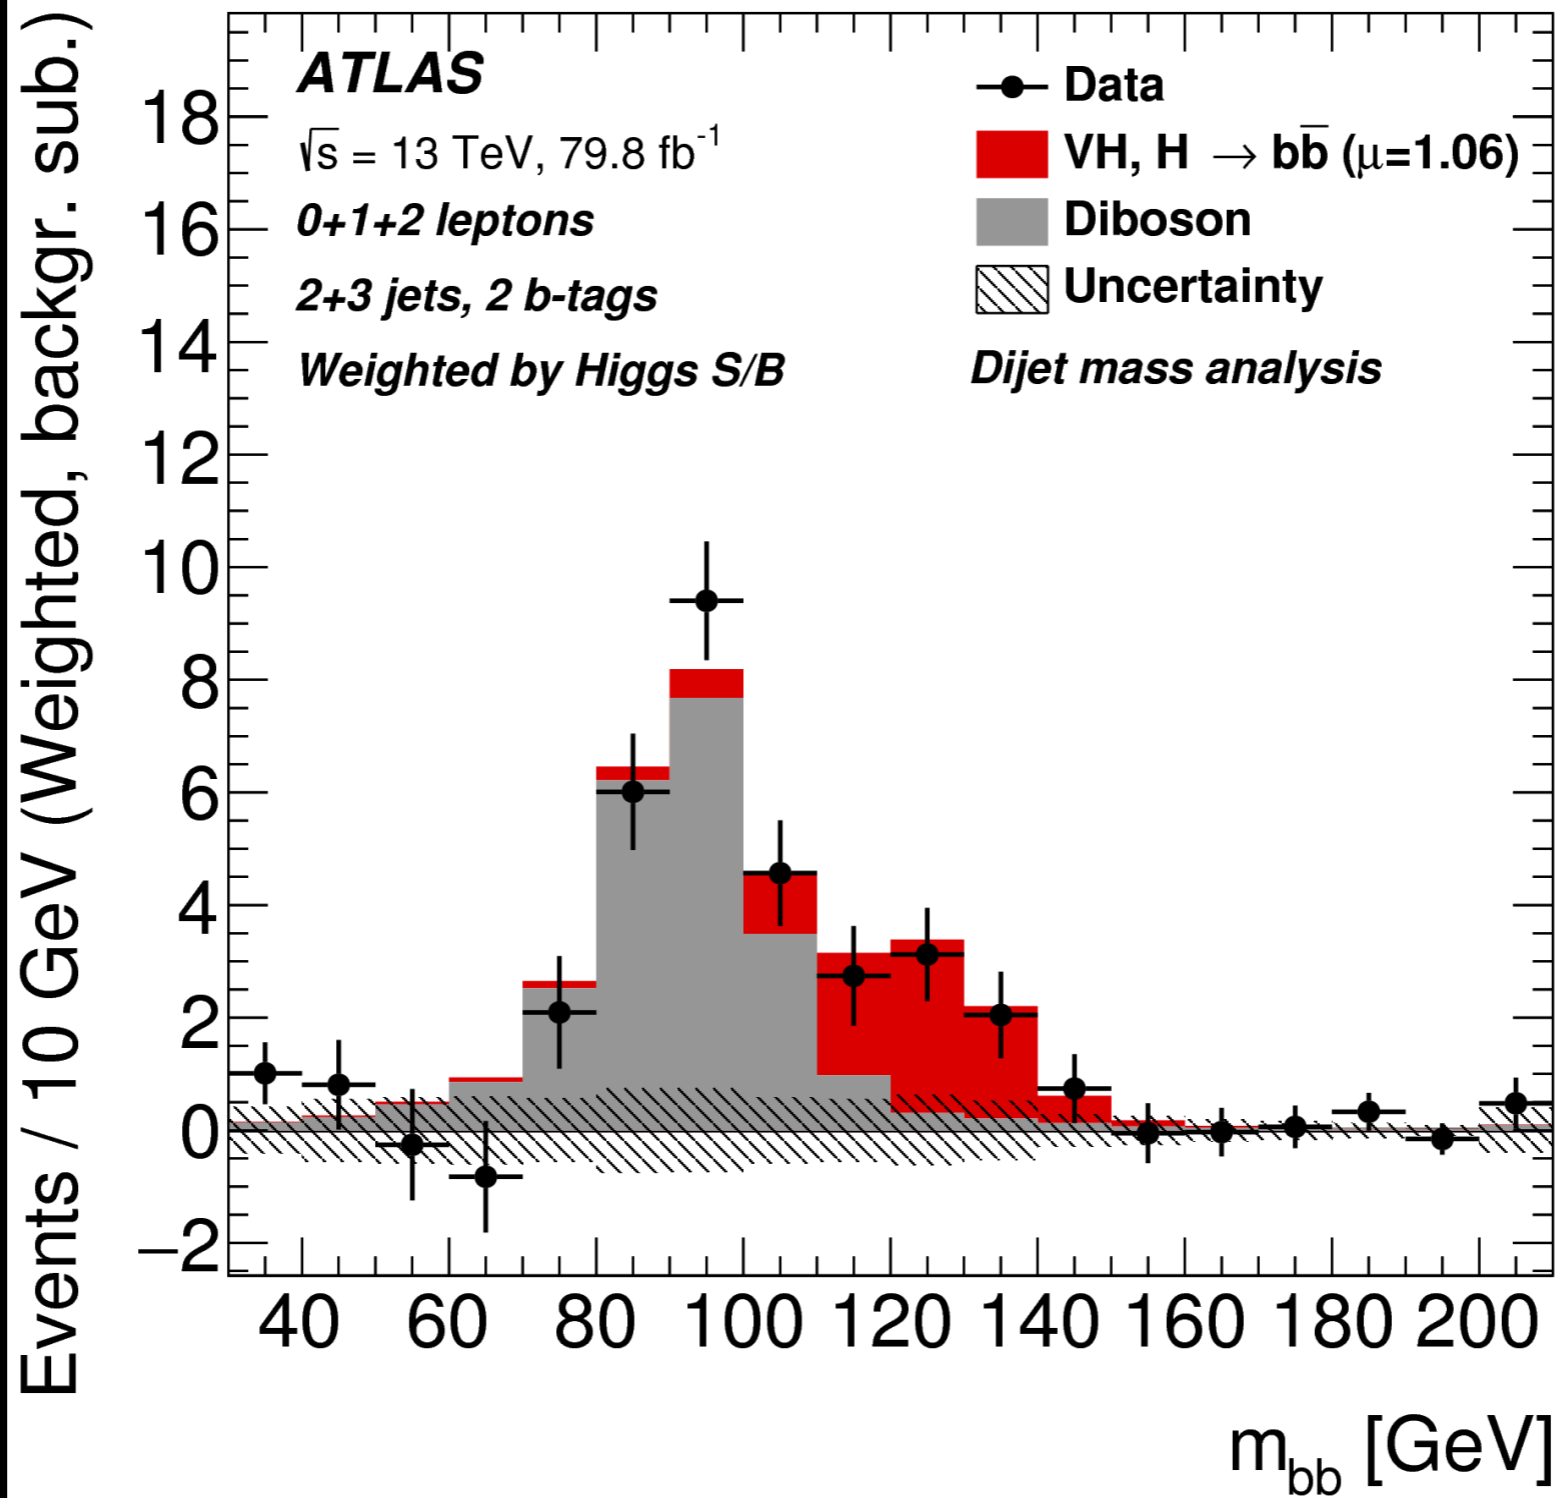 Events / 10 GeV (Weighted, backgr. sub.)
18
16
14
12
10
8
6
4
2
0
−2
ATLAS
√s = 13 TeV, 79.8 fb⁻¹
0+1+2 leptons
2+3 jets, 2 b-tags
Weighted by Higgs S/B
Data
VH, H → bb̅ (μ=1.06)
Diboson
Uncertainty
Dijet mass analysis
40 60 80 100 120 140 160 180 200
m_bb [GeV]